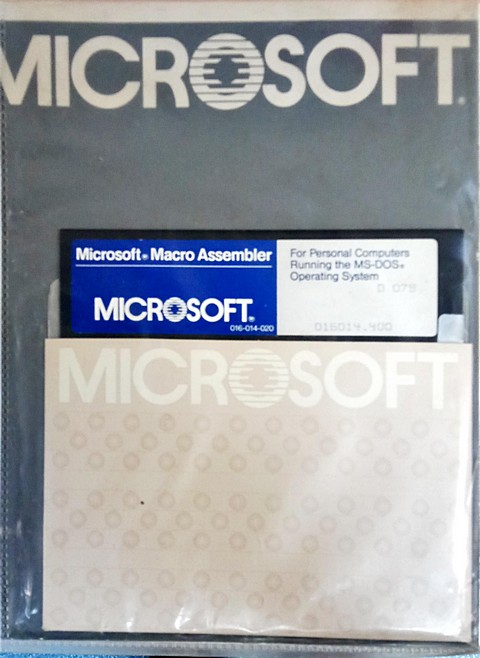 MICROSOFT.
Microsoft® Macro Assembler
MICROSOFT®
016-014-020
For Personal Computers
Running the MS-DOS®
Operating System
D 079
016014.400
MICROSOFT